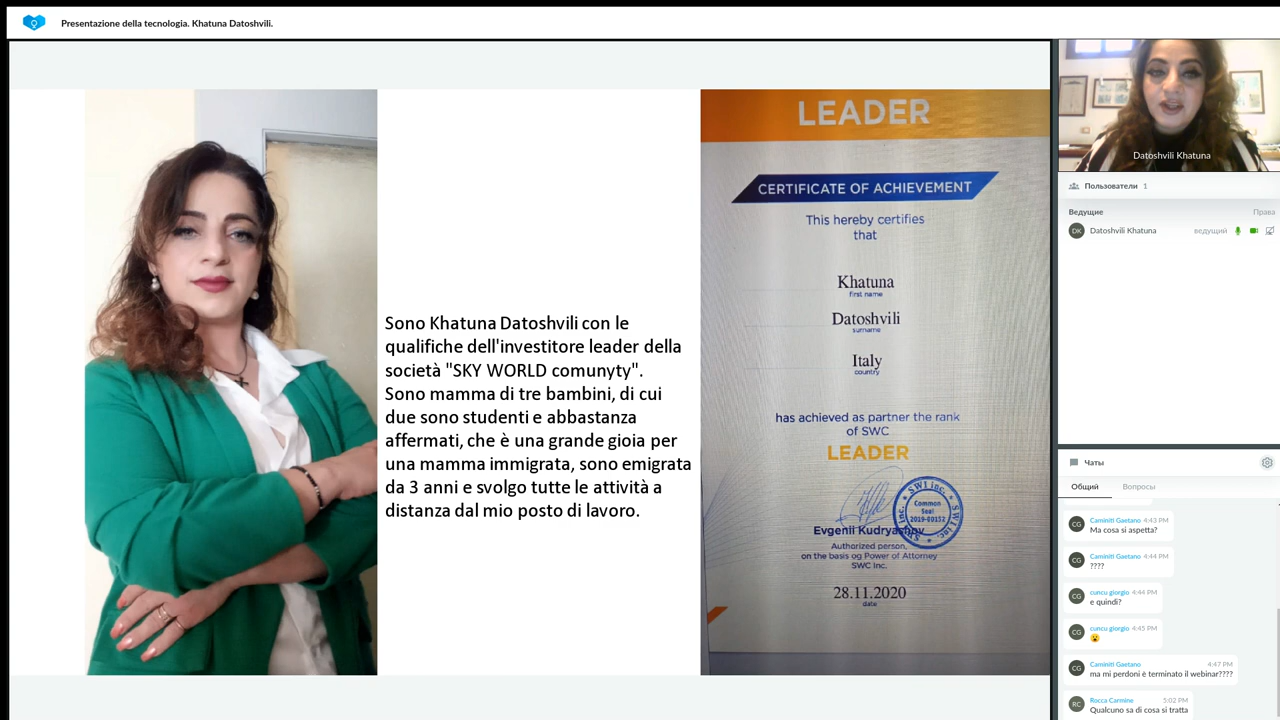 Presentazione della tecnologia. Khatuna Datoshvili.
Sono Khatuna Datoshvili con le
qualifiche dell'investitore leader della
società "SKY WORLD comunyty".
Sono mamma di tre bambini, di cui
due sono studenti e abbastanza
affermati, che è una grande gioia per
una mamma immigrata, sono emigrata
da 3 anni e svolgo tutte le attività a
distanza dal mio posto di lavoro.
LEADER
CERTIFICATE OF ACHIEVEMENT
This hereby certifies
that
Khatuna
first name
Datoshvili
surname
Italy
country
has achieved as partner the rank
of SWC
LEADER
SWI inc.
Common
Seal
2019-00152
Evgenii Kudryashov
Authorized person,
on the basis og Power of Attorney
SWC Inc.
28.11.2020
date
Datoshvili Khatuna
Пользователи 1
Ведущие Права
DK Datoshvili Khatuna ведущий
Чаты
Общий Вопросы
CG Caminiti Gaetano 4:43 PM
Ma cosa si aspetta?
CG Caminiti Gaetano 4:44 PM
????
CG cuncu giorgio 4:44 PM
e quindi?
CG cuncu giorgio 4:45 PM
😮
CG Caminiti Gaetano 4:47 PM
ma mi perdoni è terminato il webinar????
RC Rocca Carmine 5:02 PM
Qualcuno sa di cosa si tratta